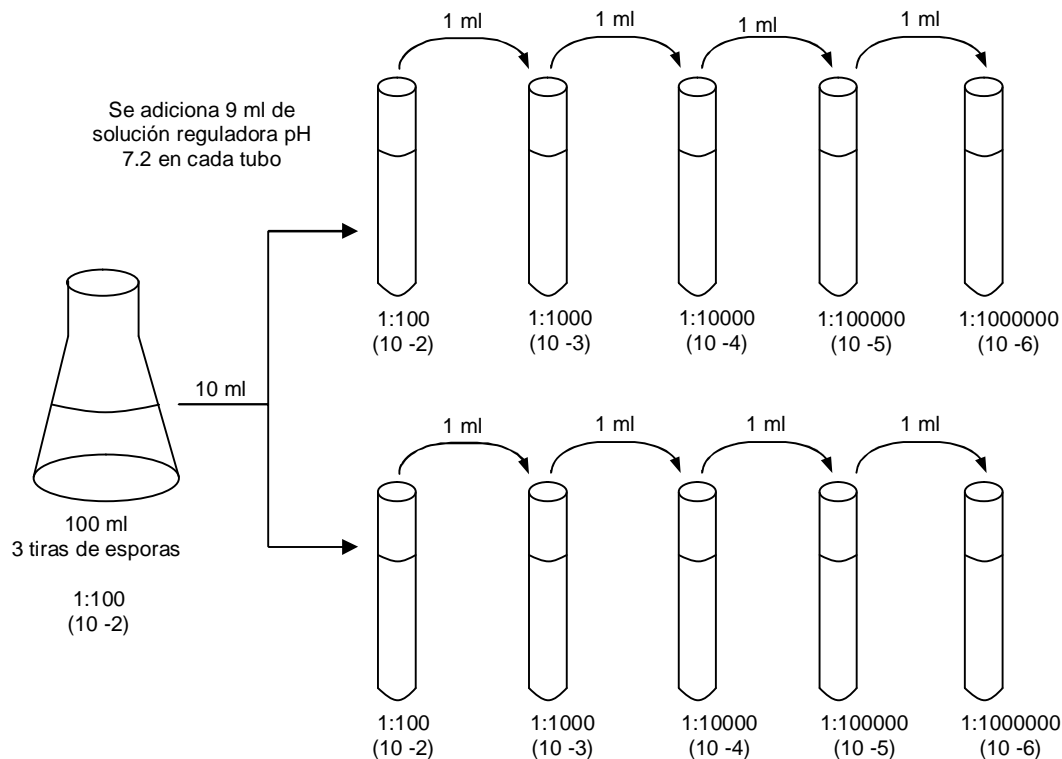 1 ml
1 ml
1 ml
1 ml
Se adiciona 9 ml de
solución reguladora pH
7.2 en cada tubo
1:100
(10 -2)
1:1000
(10 -3)
1:10000
(10 -4)
1:100000
(10 -5)
1:1000000
(10 -6)
10 ml
100 ml
3 tiras de esporas
1:100
(10 -2)
1 ml
1 ml
1 ml
1 ml
1:100
(10 -2)
1:1000
(10 -3)
1:10000
(10 -4)
1:100000
(10 -5)
1:1000000
(10 -6)